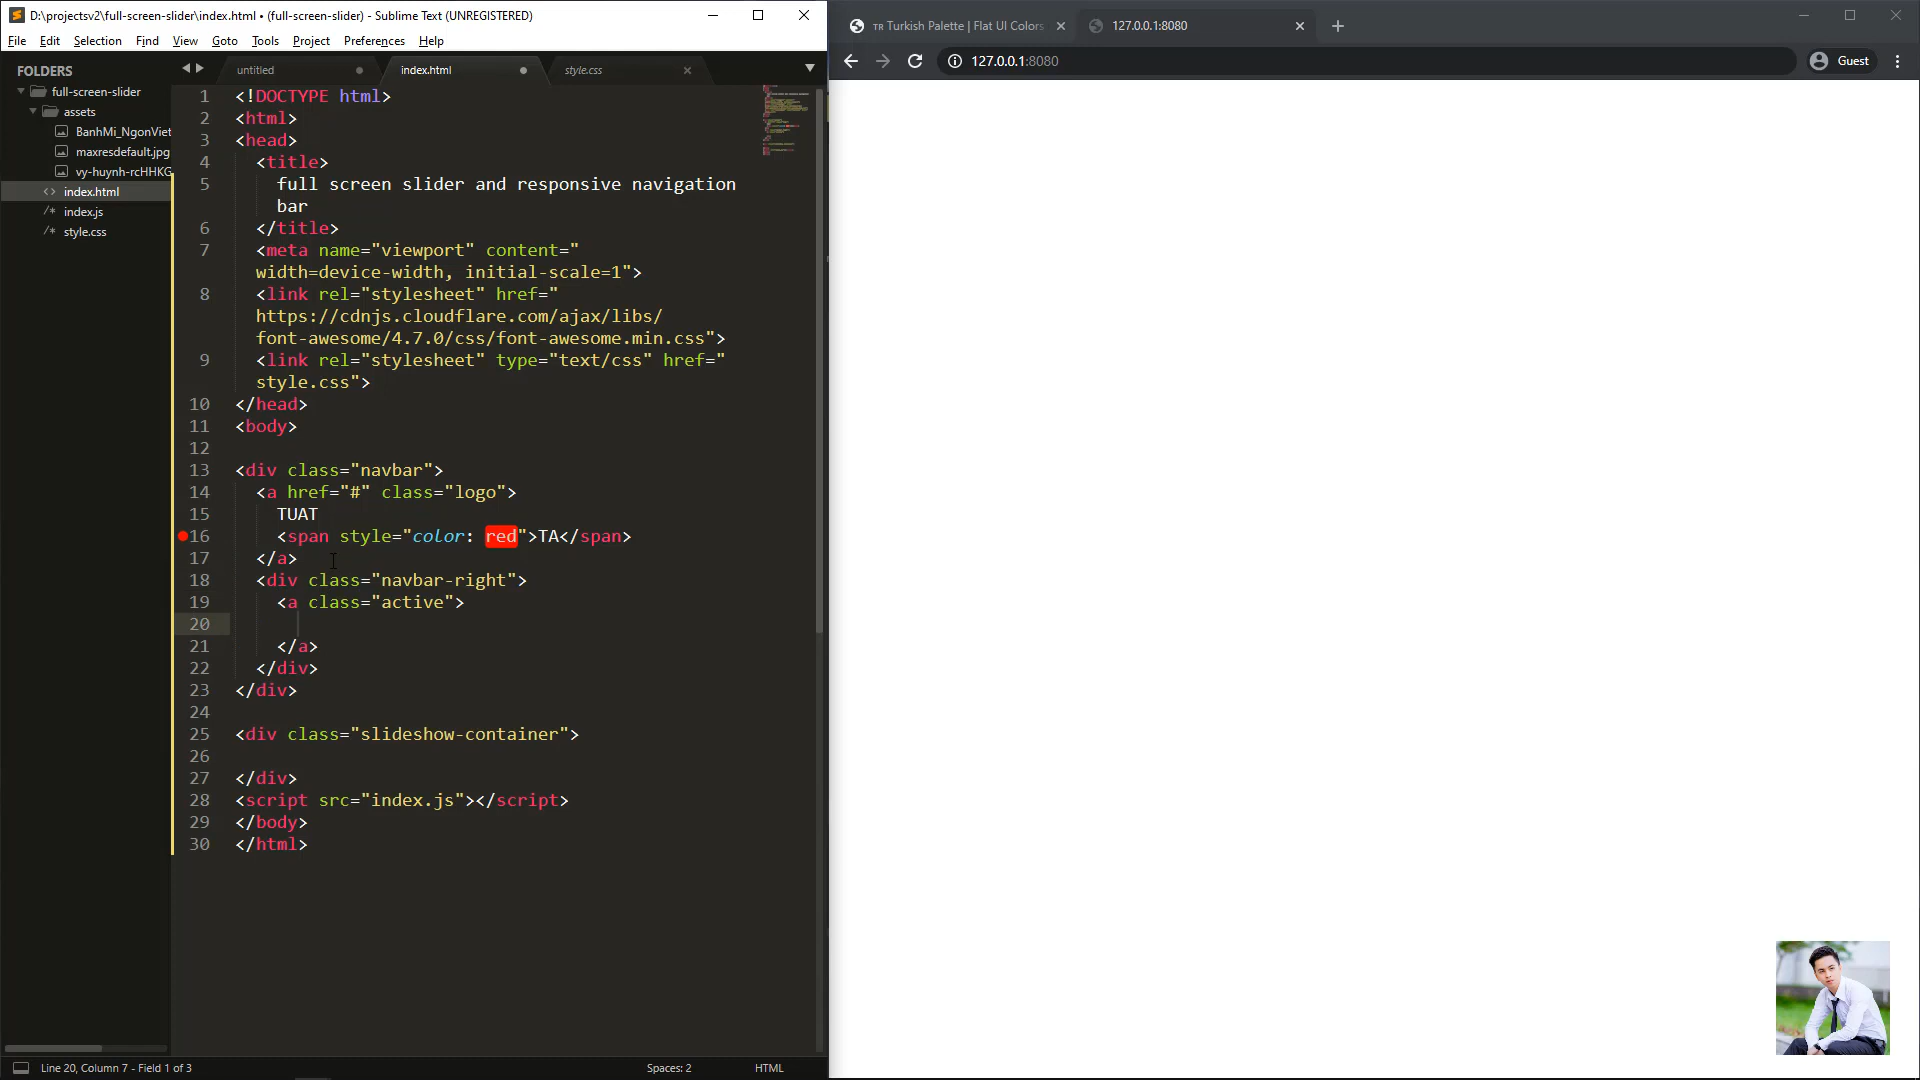 D:\projectsv2\full-screen-slider\index.html • (full-screen-slider) - Sublime Text (UNREGISTERED)
File Edit Selection Find View Goto Tools Project Preferences Help
FOLDERS
full-screen-slider
assets
BanhMi_NgonViet
maxresdefault.jpg
vy-huynh-rcHHKG
index.html
index.js
style.css
untitled
index.html
style.css
1 <!DOCTYPE html>
2 <html>
3 <head>
4 <title>
5 full screen slider and responsive navigation
bar
6 </title>
7 <meta name="viewport" content="
width=device-width, initial-scale=1">
8 <link rel="stylesheet" href="
https://cdnjs.cloudflare.com/ajax/libs/
font-awesome/4.7.0/css/font-awesome.min.css">
9 <link rel="stylesheet" type="text/css" href="
style.css">
10 </head>
11 <body>
12
13 <div class="navbar">
14 <a href="#" class="logo">
15 TUAT
16 <span style="color: red">TA</span>
17 </a>
18 <div class="navbar-right">
19 <a class="active">
20
21 </a>
22 </div>
23 </div>
24
25 <div class="slideshow-container">
26
27 </div>
28 <script src="index.js"></script>
29 </body>
30 </html>
Line 20, Column 7 - Field 1 of 3
Spaces: 2
HTML
TR Turkish Palette | Flat UI Colors
127.0.0.1:8080
127.0.0.1:8080
Guest